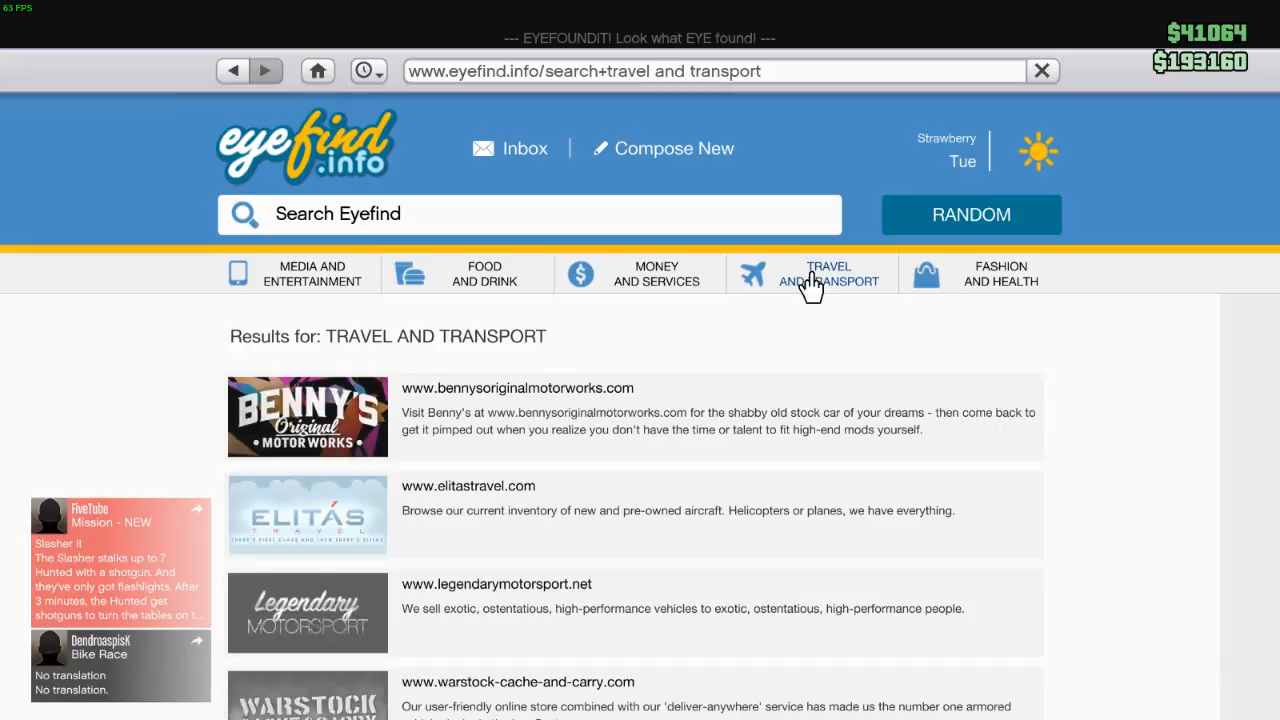 63 FPS
--- EYEFOUNDIT! Look what EYE found! ---
$41064
$193160
www.eyefind.info/search+travel and transport
eyefind
.info
Inbox
Compose New
Strawberry
Tue
Search Eyefind
RANDOM
MEDIA AND
ENTERTAINMENT
FOOD
AND DRINK
MONEY
AND SERVICES
TRAVEL
AND TRANSPORT
FASHION
AND HEALTH
Results for: TRAVEL AND TRANSPORT
BENNY'S
Original
•MOTOR WORKS•
www.bennysoriginalmotorworks.com
Visit Benny's at www.bennysoriginalmotorworks.com for the shabby old stock car of your dreams - then come back to
get it pimped out when you realize you don't have the time or talent to fit high-end mods yourself.
ELITÁS
TRAVEL
THERE'S FIRST CLASS AND THEN THERE'S ELITAS
www.elitastravel.com
Browse our current inventory of new and pre-owned aircraft. Helicopters or planes, we have everything.
Legendary
MOTORSPORT
www.legendarymotorsport.net
We sell exotic, ostentatious, high-performance vehicles to exotic, ostentatious, high-performance people.
WARSTOCK
www.warstock-cache-and-carry.com
Our user-friendly online store combined with our 'deliver-anywhere' service has made us the number one armored
FiveTube
Mission - NEW
Slasher II
The Slasher stalks up to 7
Hunted with a shotgun. And
they've only got flashlights. After
3 minutes, the Hunted get
shotguns to turn the tables on t...
DendroaspisK
Bike Race
No translation
No translation.